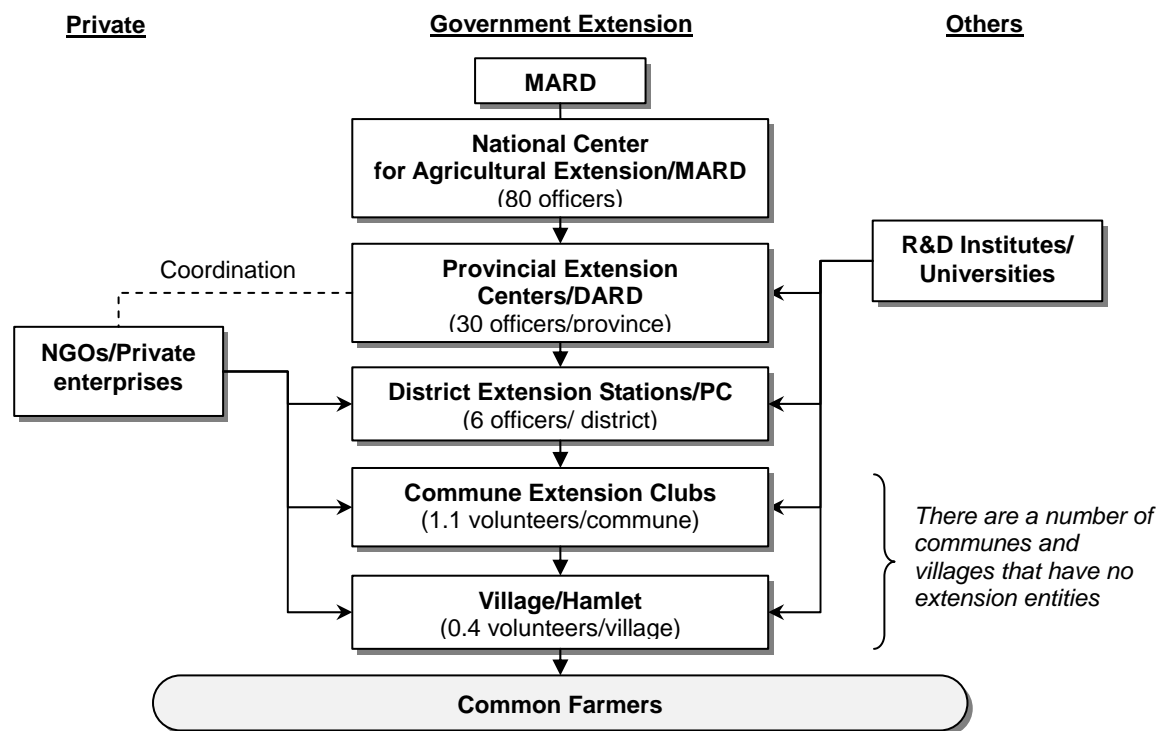 Private
Government Extension
Others
MARD
National Center
for Agricultural Extension/MARD
(80 officers)
R&D Institutes/
Universities
Coordination
Provincial Extension
Centers/DARD
(30 officers/province)
NGOs/Private
enterprises
District Extension Stations/PC
(6 officers/ district)
Commune Extension Clubs
(1.1 volunteers/commune)
There are a number of
communes and
villages that have no
extension entities
Village/Hamlet
(0.4 volunteers/village)
Common Farmers